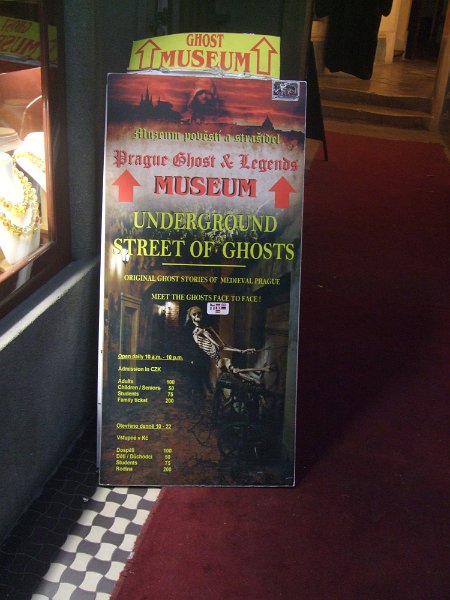 GHOST
MUSEUM
Muzeum pověstí a strašidel
Prague Ghost & Legends
MUSEUM
UNDERGROUND
STREET OF GHOSTS
ORIGINAL GHOST STORIES OF MEDIEVAL PRAGUE
MEET THE GHOSTS FACE TO FACE !
Open daily 10 a.m. - 10 p.m.
Admission in CZK
Adults 100
Children / Seniors 50
Students 75
Family ticket 200
Otevřeno denně 10 - 22
Vstupné v Kč
Dospělí 100
Děti / Důchodci 50
Students 75
Rodina 200